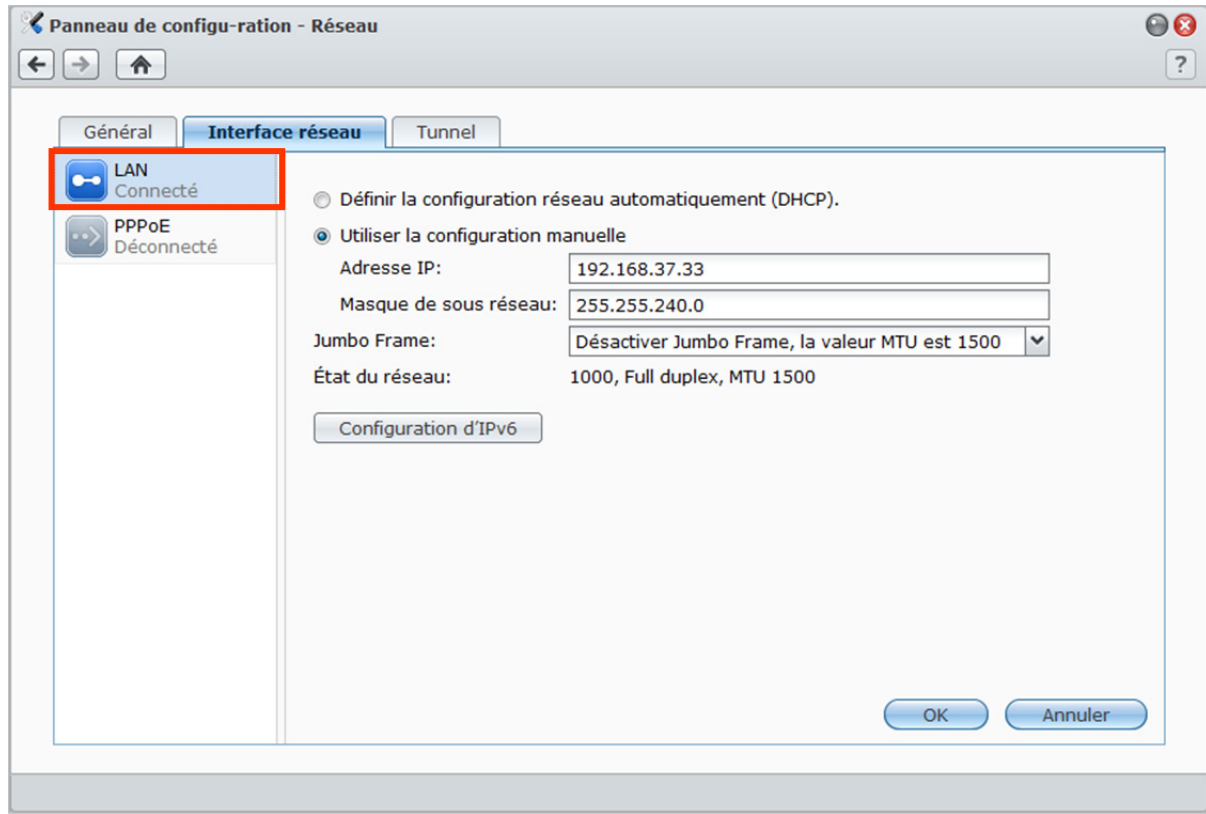 Panneau de configu-ration - Réseau
?
Général
Interface réseau
Tunnel
LAN
Connecté
PPPoE
Déconnecté
Définir la configuration réseau automatiquement (DHCP).
Utiliser la configuration manuelle
Adresse IP: 192.168.37.33
Masque de sous réseau: 255.255.240.0
Jumbo Frame: Désactiver Jumbo Frame, la valeur MTU est 1500
État du réseau: 1000, Full duplex, MTU 1500
Configuration d'IPv6
OK
Annuler